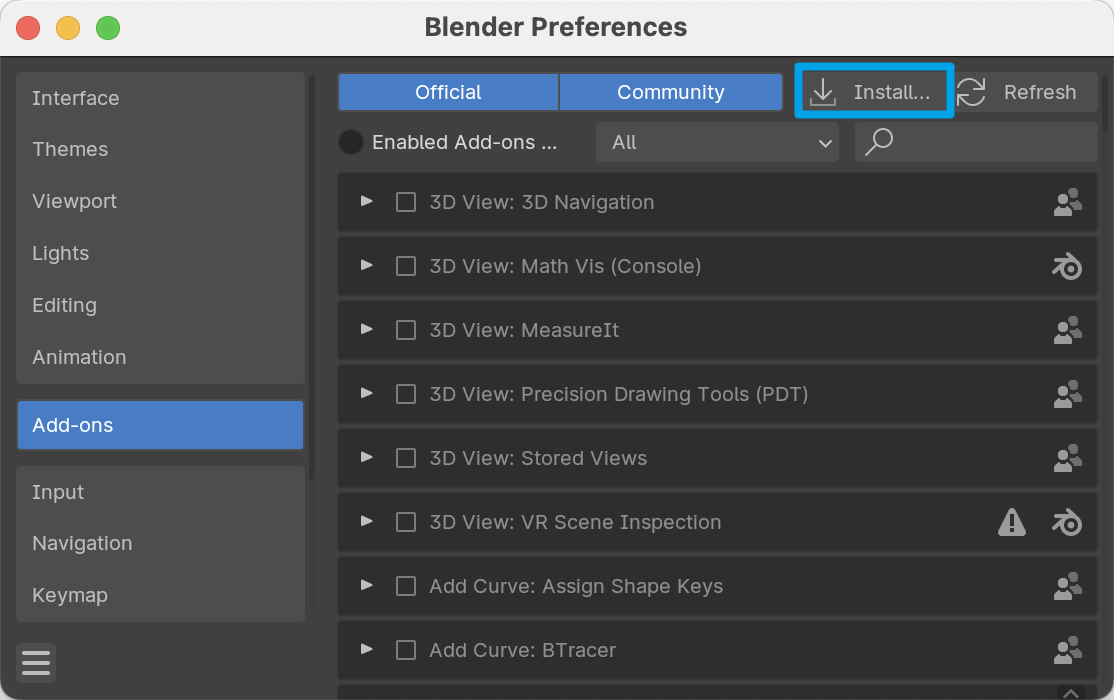 Blender Preferences
Interface
Themes
Viewport
Lights
Editing
Animation
Add-ons
Input
Navigation
Keymap
Official Community Install... Refresh
Enabled Add-ons ... All
3D View: 3D Navigation
3D View: Math Vis (Console)
3D View: MeasureIt
3D View: Precision Drawing Tools (PDT)
3D View: Stored Views
3D View: VR Scene Inspection
Add Curve: Assign Shape Keys
Add Curve: BTracer